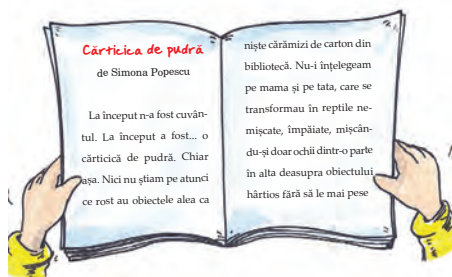 Cărticica de pudră
de Simona Popescu
La început n-a fost cuvân-
tul. La început a fost... o
cărticică de pudră. Chiar
așa. Nici nu știam pe atunci
ce rost au obiectele alea ca
niște cărămizi de carton din
bibliotecă. Nu-i înțelegeam
pe mama și pe tata, care se
transformau în reptile ne-
mișcate, împăiate, mișcân-
du-și doar ochii dintr-o parte
în alta deasupra obiectului
hârtios fără să le mai pese